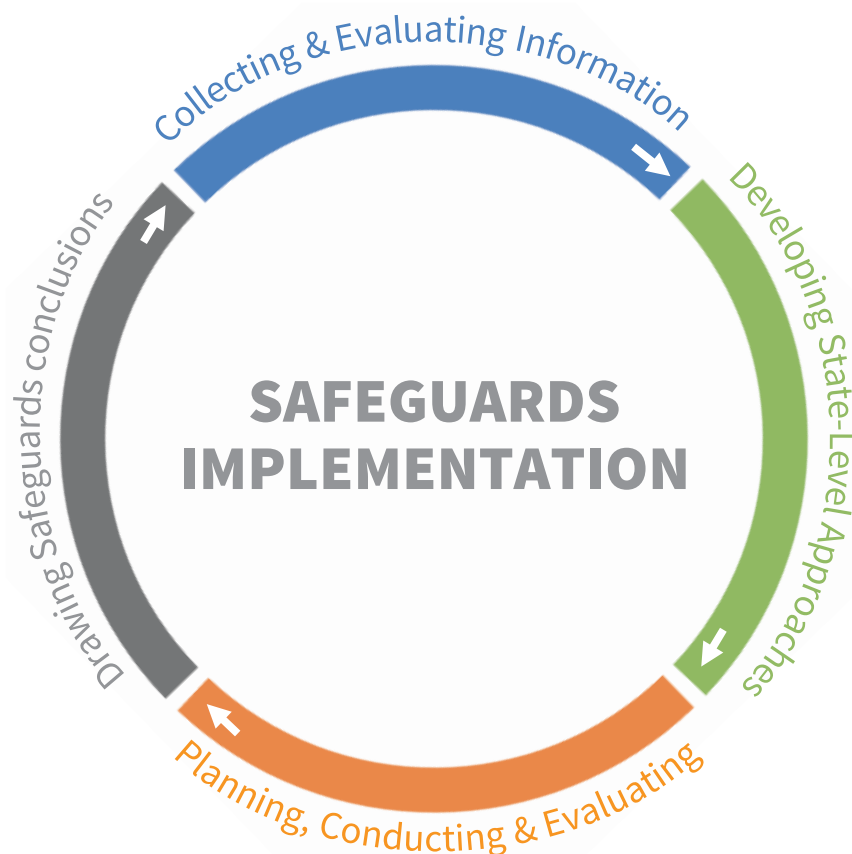 Collecting & Evaluating Information
Developing State-Level Approaches
Planning, Conducting & Evaluating
Drawing Safeguards conclusions
SAFEGUARDS
IMPLEMENTATION